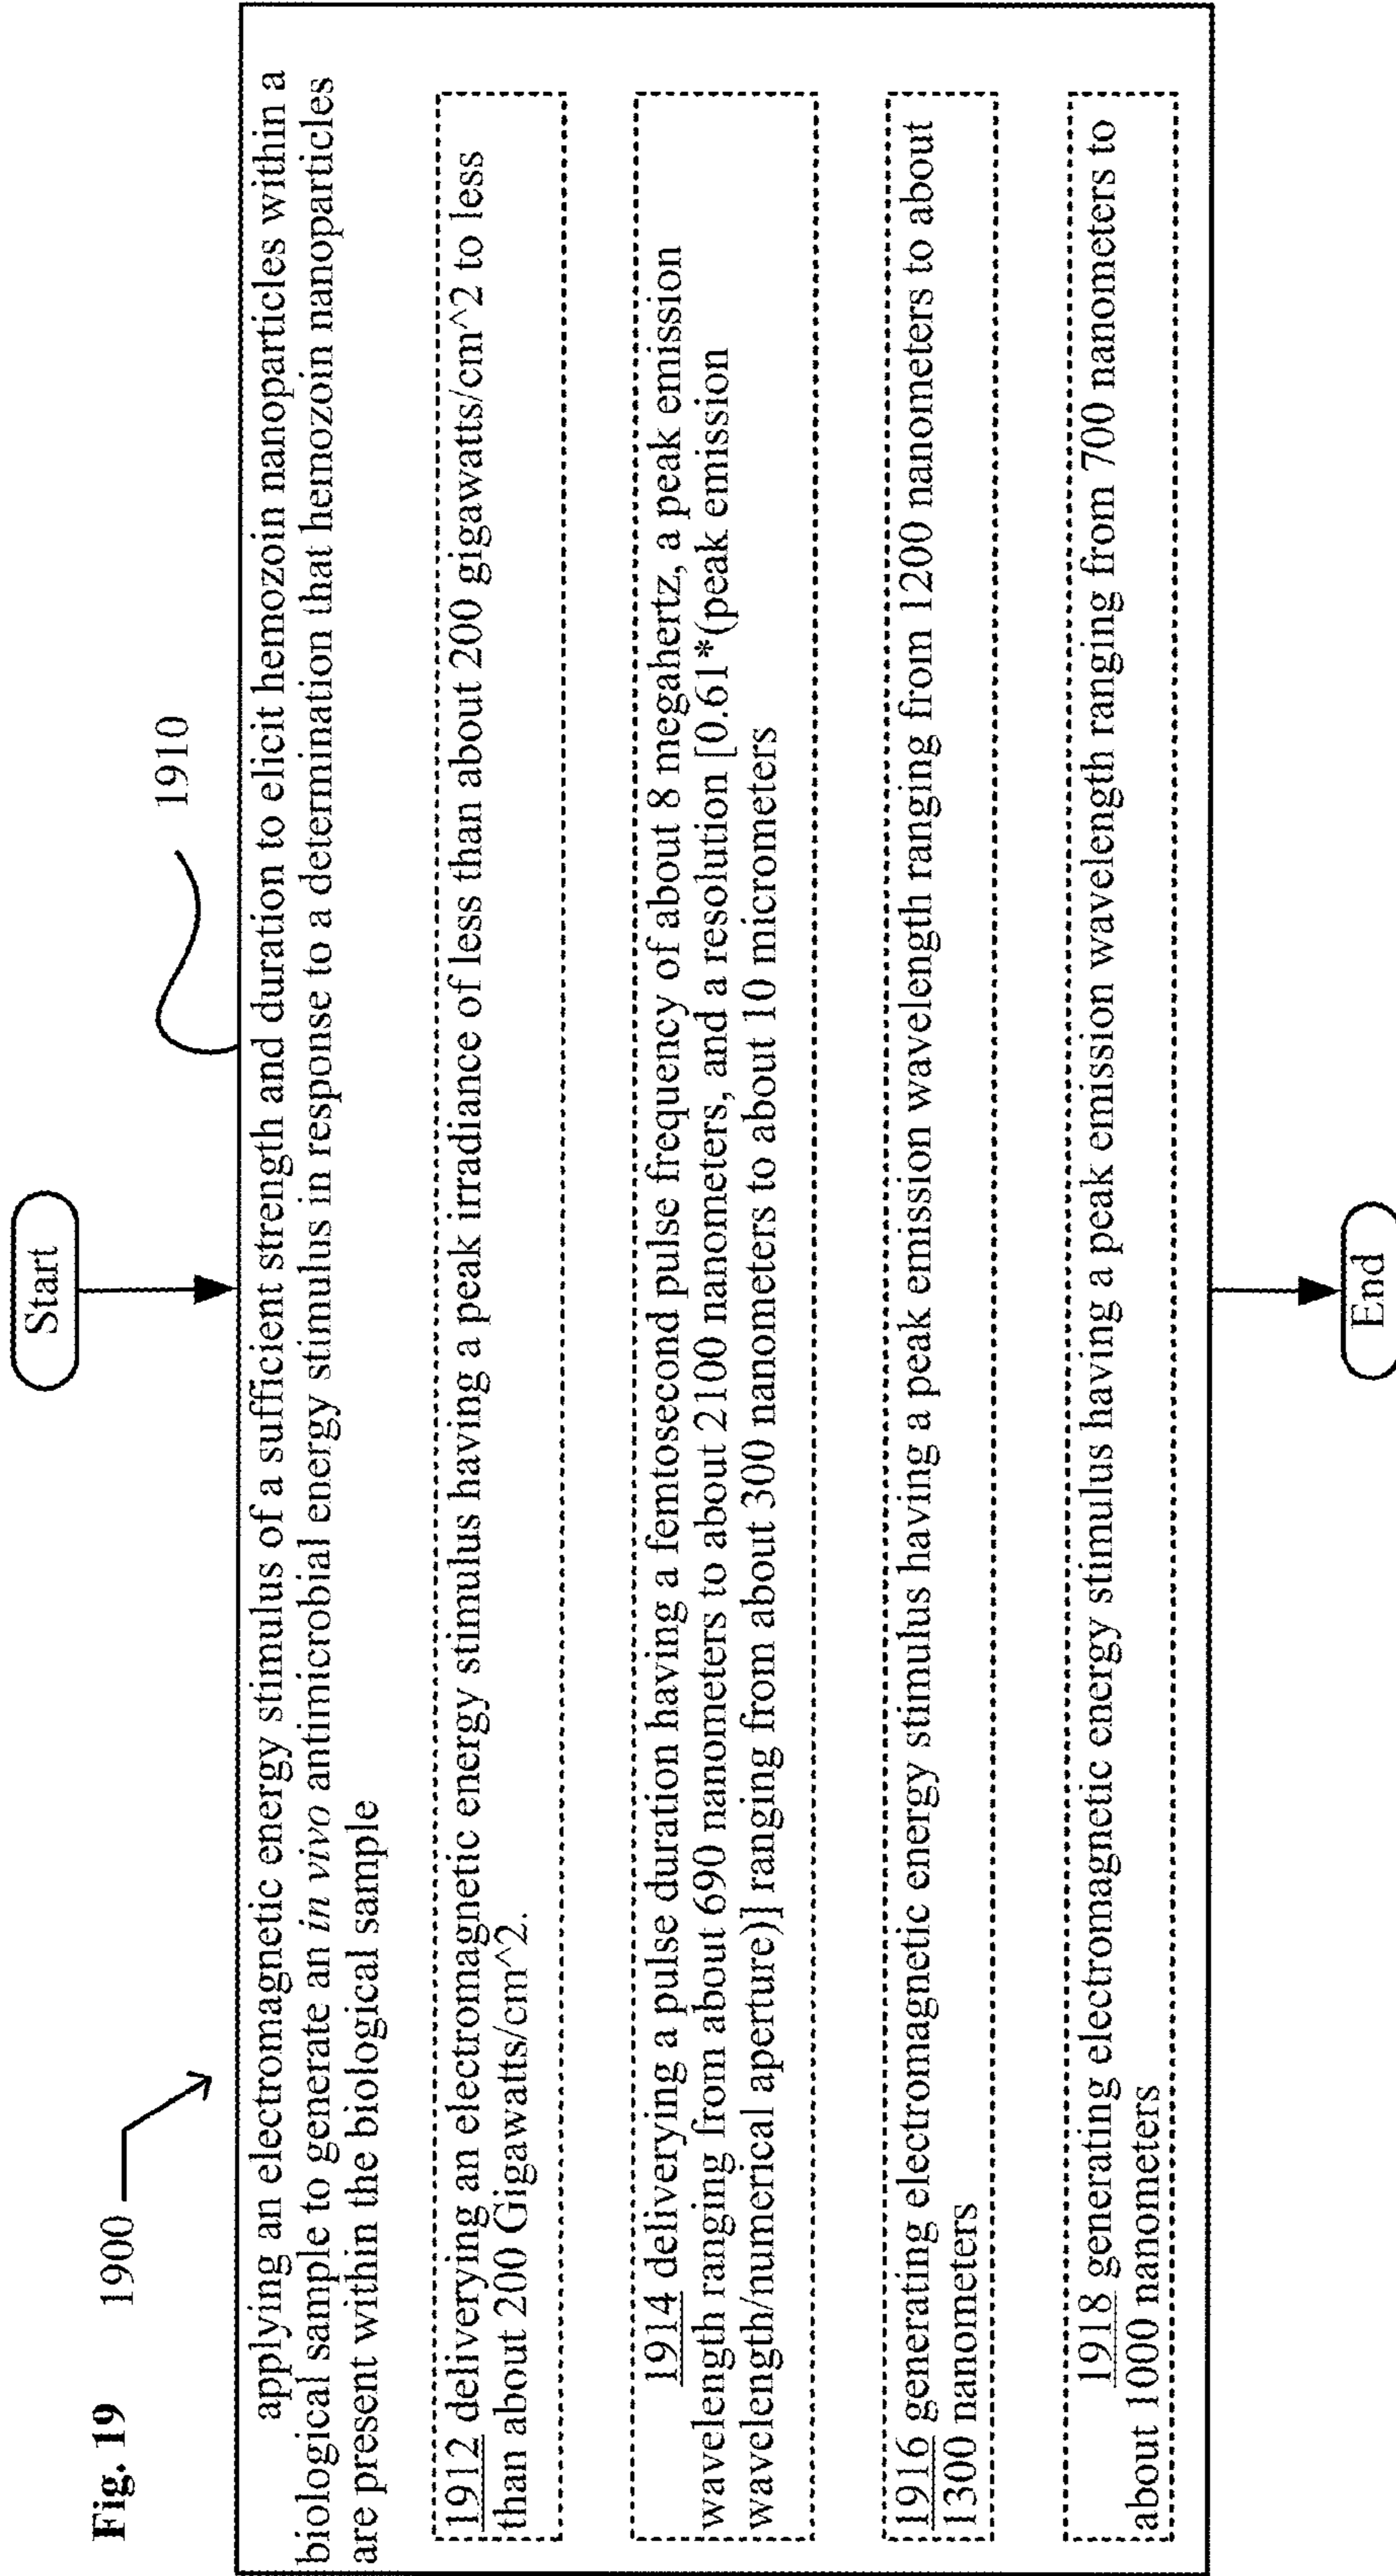 Fig. 19
1900
Start
1910
applying an electromagnetic energy stimulus of a sufficient strength and duration to elicit hemozoin nanoparticles within a
biological sample to generate an in vivo antimicrobial energy stimulus in response to a determination that hemozoin nanoparticles
are present within the biological sample
1912 deliverying an electromagnetic energy stimulus having a peak irradiance of less than about 200 gigawatts/cm^2 to less
than about 200 Gigawatts/cm^2.
1914 deliverying a pulse duration having a femtosecond pulse frequency of about 8 megahertz, a peak emission
wavelength ranging from about 690 nanometers to about 2100 nanometers, and a resolution [0.61*(peak emission
wavelength/numerical aperture)] ranging from about 300 nanometers to about 10 micrometers
1916 generating electromagnetic energy stimulus having a peak emission wavelength ranging from 1200 nanometers to about
1300 nanometers
1918 generating electromagnetic energy stimulus having a peak emission wavelength ranging from 700 nanometers to
about 1000 nanometers
End